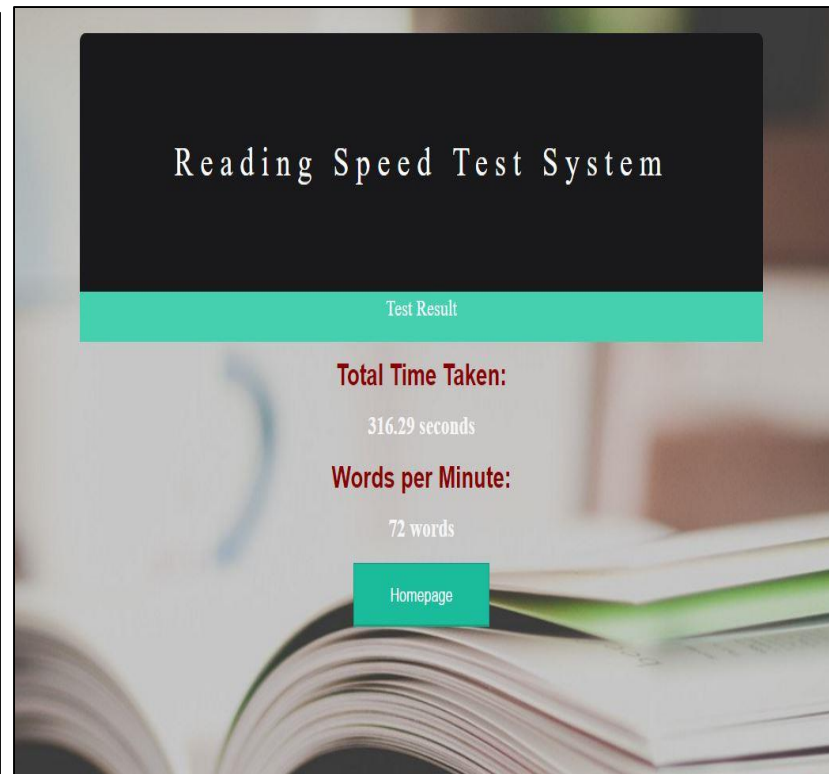 Reading Speed Test System
Test Result
Total Time Taken:
316.29 seconds
Words per Minute:
72 words
Homepage